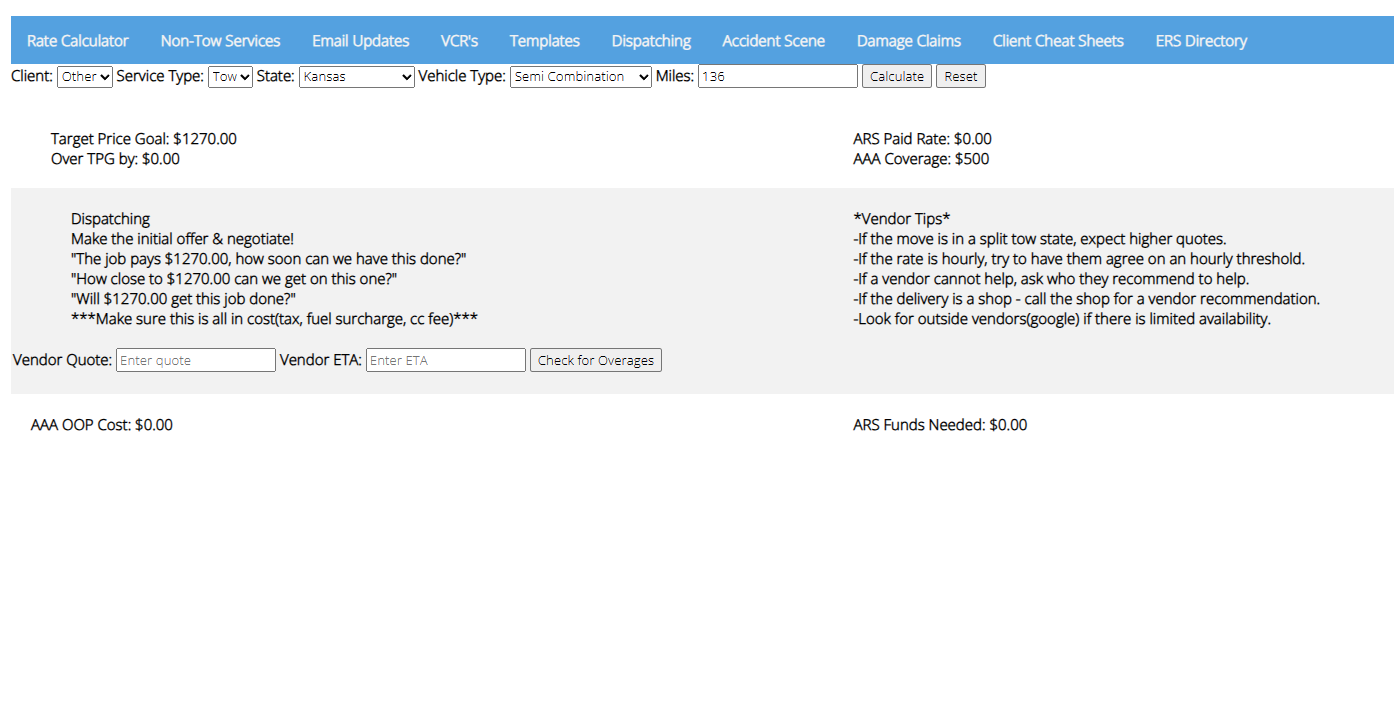 Rate Calculator Non-Tow Services Email Updates VCR's Templates Dispatching Accident Scene Damage Claims Client Cheat Sheets ERS Directory
Client: Other Service Type: Tow State: Kansas Vehicle Type: Semi Combination Miles: 136 Calculate Reset
Target Price Goal: $1270.00
Over TPG by: $0.00
ARS Paid Rate: $0.00
AAA Coverage: $500
Dispatching
Make the initial offer & negotiate!
"The job pays $1270.00, how soon can we have this done?"
"How close to $1270.00 can we get on this one?"
"Will $1270.00 get this job done?"
***Make sure this is all in cost(tax, fuel surcharge, cc fee)***
*Vendor Tips*
-If the move is in a split tow state, expect higher quotes.
-If the rate is hourly, try to have them agree on an hourly threshold.
-If a vendor cannot help, ask who they recommend to help.
-If the delivery is a shop - call the shop for a vendor recommendation.
-Look for outside vendors(google) if there is limited availability.
Vendor Quote: Enter quote Vendor ETA: Enter ETA Check for Overages
AAA OOP Cost: $0.00
ARS Funds Needed: $0.00